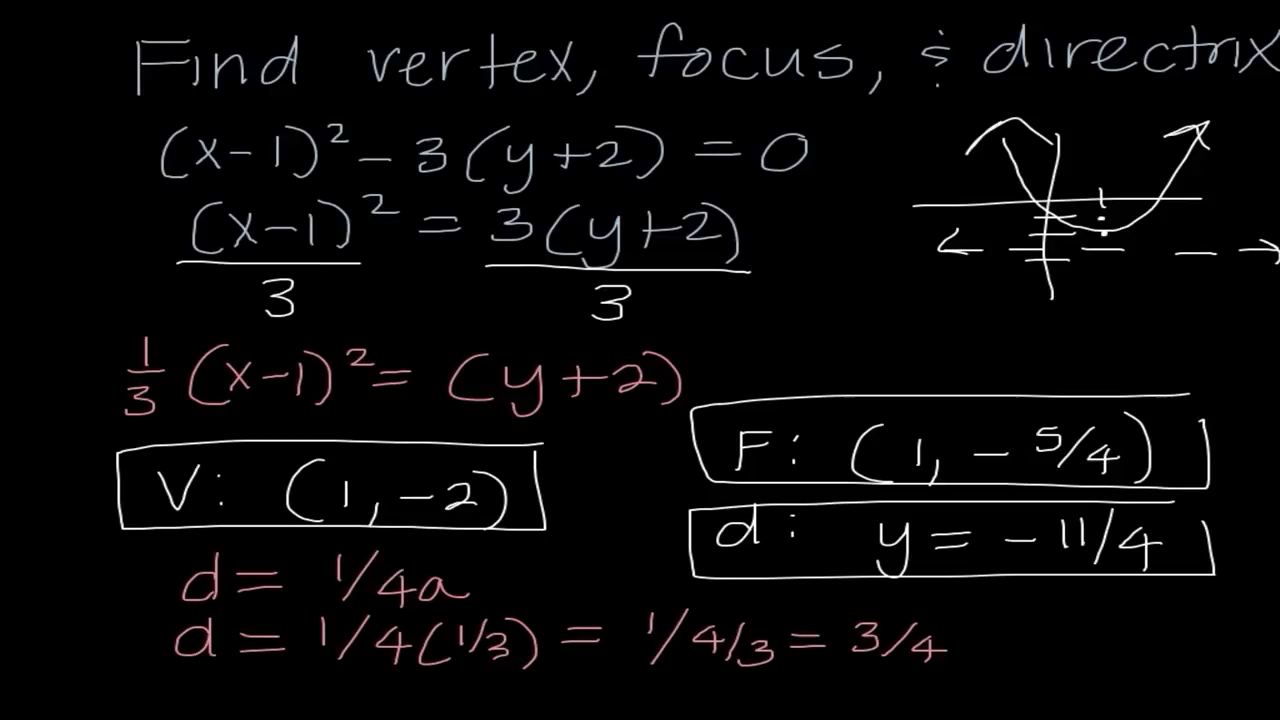 Find vertex, focus, & directrix
(x-1)² - 3(y+2) = 0
(x-1)² = 3(y+2)
3 3
1/3 (x-1)² = (y+2)
V: (1, -2)
F: (1, -5/4)
d: y = -11/4
d = 1/4a
d = 1/4(1/3) = 1/4/3 = 3/4